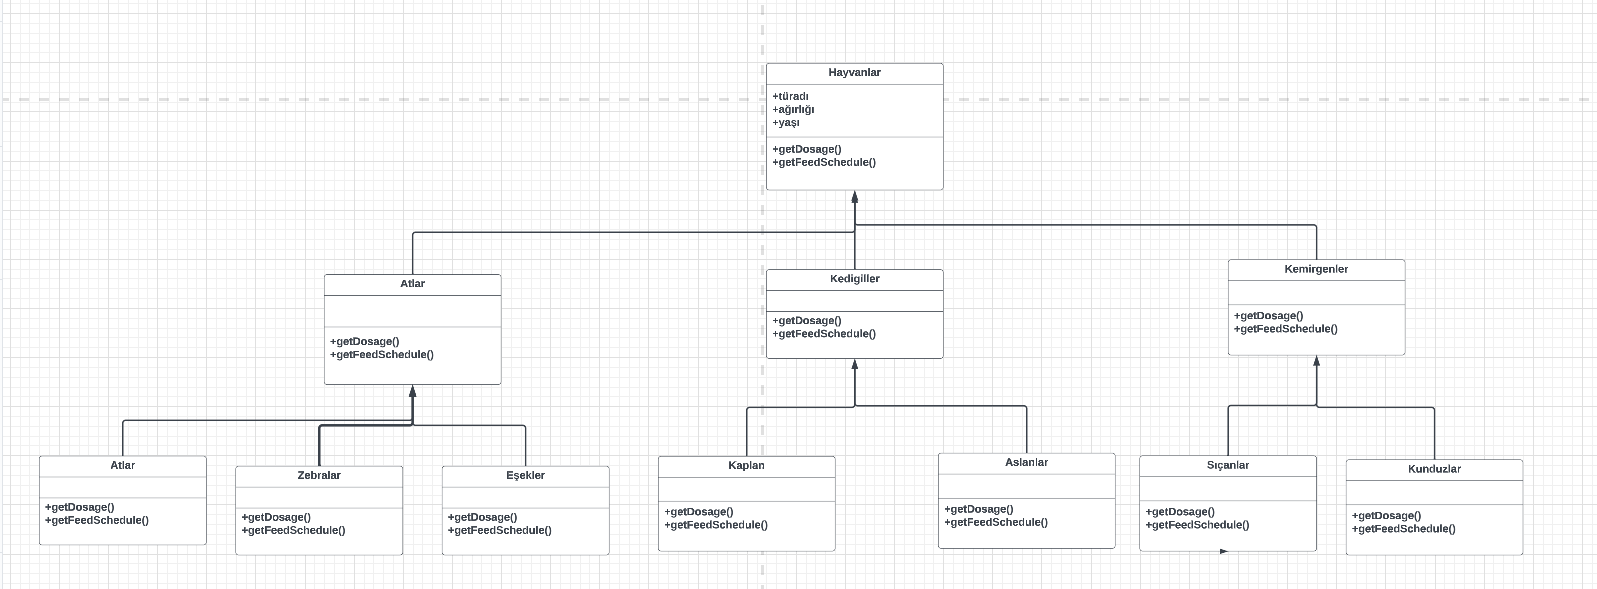 Hayvanlar
+türadı
+ağırlığı
+yaşı
+getDosage()
+getFeedSchedule()
Atlar
+getDosage()
+getFeedSchedule()
Kedigiller
+getDosage()
+getFeedSchedule()
Kemirgenler
+getDosage()
+getFeedSchedule()
Atlar
+getDosage()
+getFeedSchedule()
Zebralar
+getDosage()
+getFeedSchedule()
Eşekler
+getDosage()
+getFeedSchedule()
Kaplan
+getDosage()
+getFeedSchedule()
Aslanlar
+getDosage()
+getFeedSchedule()
Sıçanlar
+getDosage()
+getFeedSchedule()
Kunduzlar
+getDosage()
+getFeedSchedule()